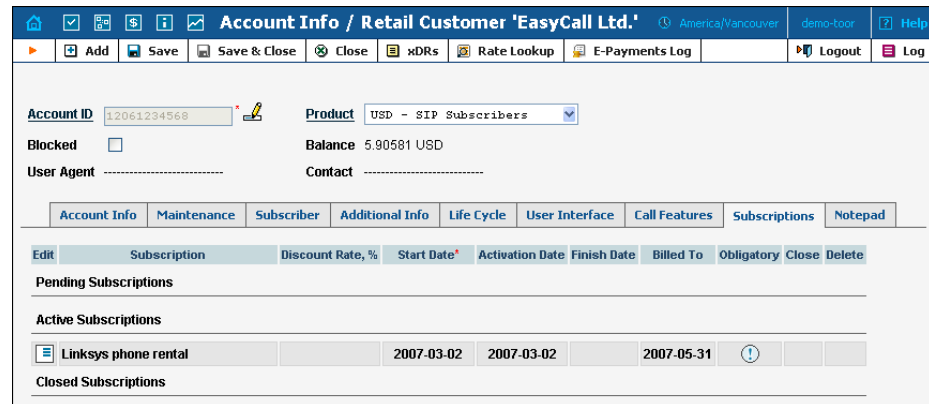 Account Info / Retail Customer 'EasyCall Ltd.' America/Vancouver demo-toor ? Help
Add Save Save & Close Close xDRs Rate Lookup E-Payments Log Logout Log
Account ID 12061234568 * Product USD - SIP Subscribers
Blocked Balance 5.90581 USD
User Agent ---------------------------- Contact ----------------------------
Account Info Maintenance Subscriber Additional Info Life Cycle User Interface Call Features Subscriptions Notepad
Edit Subscription Discount Rate, % Start Date* Activation Date Finish Date Billed To Obligatory Close Delete
Pending Subscriptions
Active Subscriptions
Linksys phone rental 2007-03-02 2007-03-02 2007-05-31
Closed Subscriptions